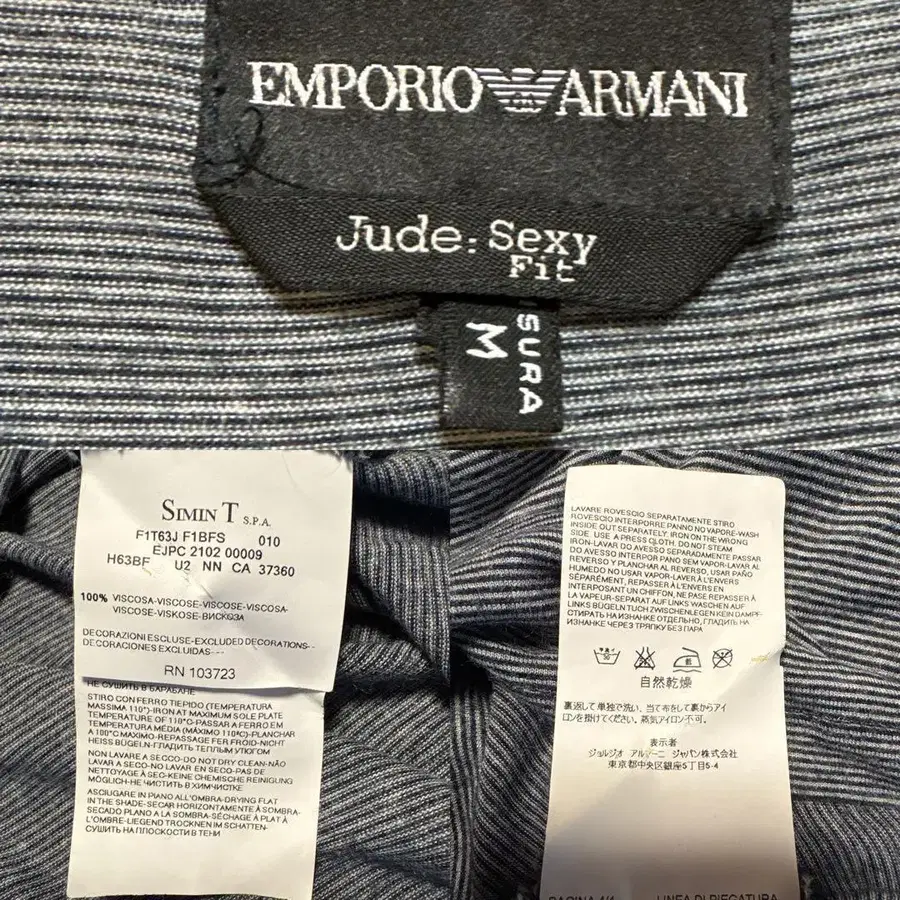 EMPORIO ARMANI
Jude: Sexy
Fit
SURA
M
SIMINT S.P.A.
F1T63J F1BFS 010
EJPC 2102 00009
H63BF U2 NN CA 37360
100% VISCOSA-VISCOSE-VISCOSE-VISCOSA-
VISCOSE-VISKOSE-ВИСКОЗА
DECORAZIONI ESCLUSE-EXCLUDED DECORATIONS-
DECORACIONES EXCLUIDAS--
RN 103723
НЕ СУШИТЬ В БАРАБАНЕ
STIRO CON FERRO TIEPIDO (TEMPERATURA
MASSIMA 110°)-IRON AT MAXIMUM SOLE PLATE
TEMPERATURE OF 110°C-PASSAR A FERRO EM
TEMPERATURA MÉDIA (MÁXIMO 110ºC)-PLANCHAR
A 100°C MAXIMO-REPASSAGE FER FROID-NICHT
HEISS BÜGELN-ГЛАДИТЬ ТЕПЛЫМ УТЮГОМ
NON LAVARE A SECCO-DO NOT DRY CLEAN-NÃO
LAVAR A SECO-NO LAVAR EN SECO-PAS DE
NETTOYAGE À SEC-KEINE CHEMISCHE REINIGUNG
MÖGLICH-НЕ ЧИСТИТЬ В ХИМЧИСТКЕ
ASCIUGARE IN PIANO ALL'OMBRA-DRYING FLAT
IN THE SHADE-SECAR HORIZONTALMENTE À SOMBRA-
SECADO PLANO A LA SOMBRA-SÉCHAGE À PLAT À
L'OMBRE-LIEGEND TROCKNEN IM SCHATTEN-
СУШИТЬ НА ПЛОСКОСТИ В ТЕНИ
LAVARE ROVESCIO SEPARATAMENTE STIRO
ROVESCIO INTERPORRE PANNO NO VAPORE-WASH
INSIDE OUT SEPARATELY. IRON ON THE WRONG
SIDE. USE A PRESS CLOTH. DO NOT STEAM
IRON-LAVAR DO AVESSO SEPARADAMENTE PASSAR
DO AVESSO INTERPOR PANO SEM VAPOR-LAVAR AL
REVERSO Y PLANCHAR AL REVERSO, USAR PAÑO
HUMEDO NO USAR VAPOR-LAVER À L'ENVERS
SÉPARÉMENT, REPASSER À L'ENVERS EN
INTERPOSANT UN CHIFFON, NE PASE REPASSER À
LA VAPEUR-SEPARAT AUF LINKS WASCHEN AUF
LINKS BÜGELN TUCH ZWISCHENLEGEN KEIN DAMPF-
СТИРАТЬ НА ИЗНАНКЕ ОТДЕЛЬНО, ГЛАДИТЬ НА
ИЗНАНКЕ ЧЕРЕЗ ТРЯПКУ БЕЗ ПАРА
自然乾燥
裏返して単独で洗い、当て布をして裏からアイ
ロンを掛けてください。蒸気アイロン不可。
表示者
ジョルジオ アルマーニ ジャパン株式会社
東京都中央区銀座5丁目5-4
PAGINA 4/4 LINEA DI PIEGATURA